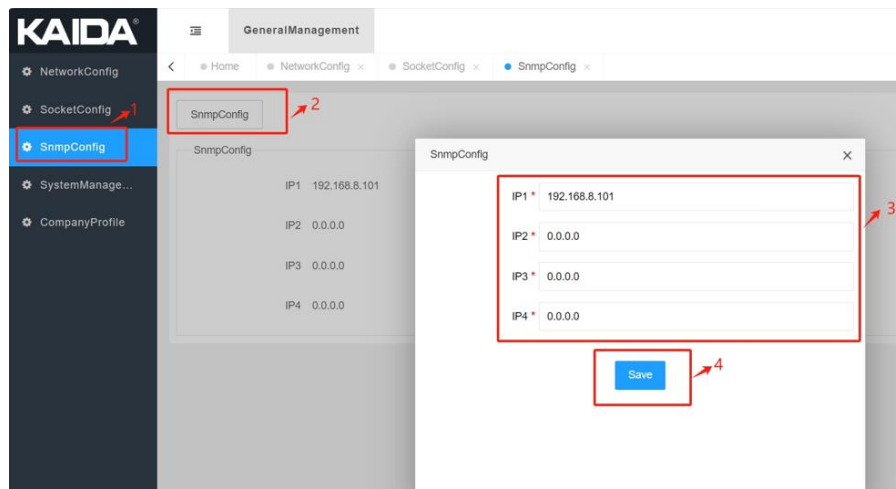 KAIDA®
GeneralManagement
NetworkConfig
Home
NetworkConfig ×
SocketConfig ×
SnmpConfig ×
SocketConfig
1
SnmpConfig
2
SnmpConfig
SnmpConfig
SnmpConfig ×
IP1 192.168.8.101
IP1 * 192.168.8.101
3
SystemManage...
CompanyProfile
IP2 0.0.0.0
IP2 * 0.0.0.0
IP3 0.0.0.0
IP3 * 0.0.0.0
IP4 0.0.0.0
IP4 * 0.0.0.0
Save
4